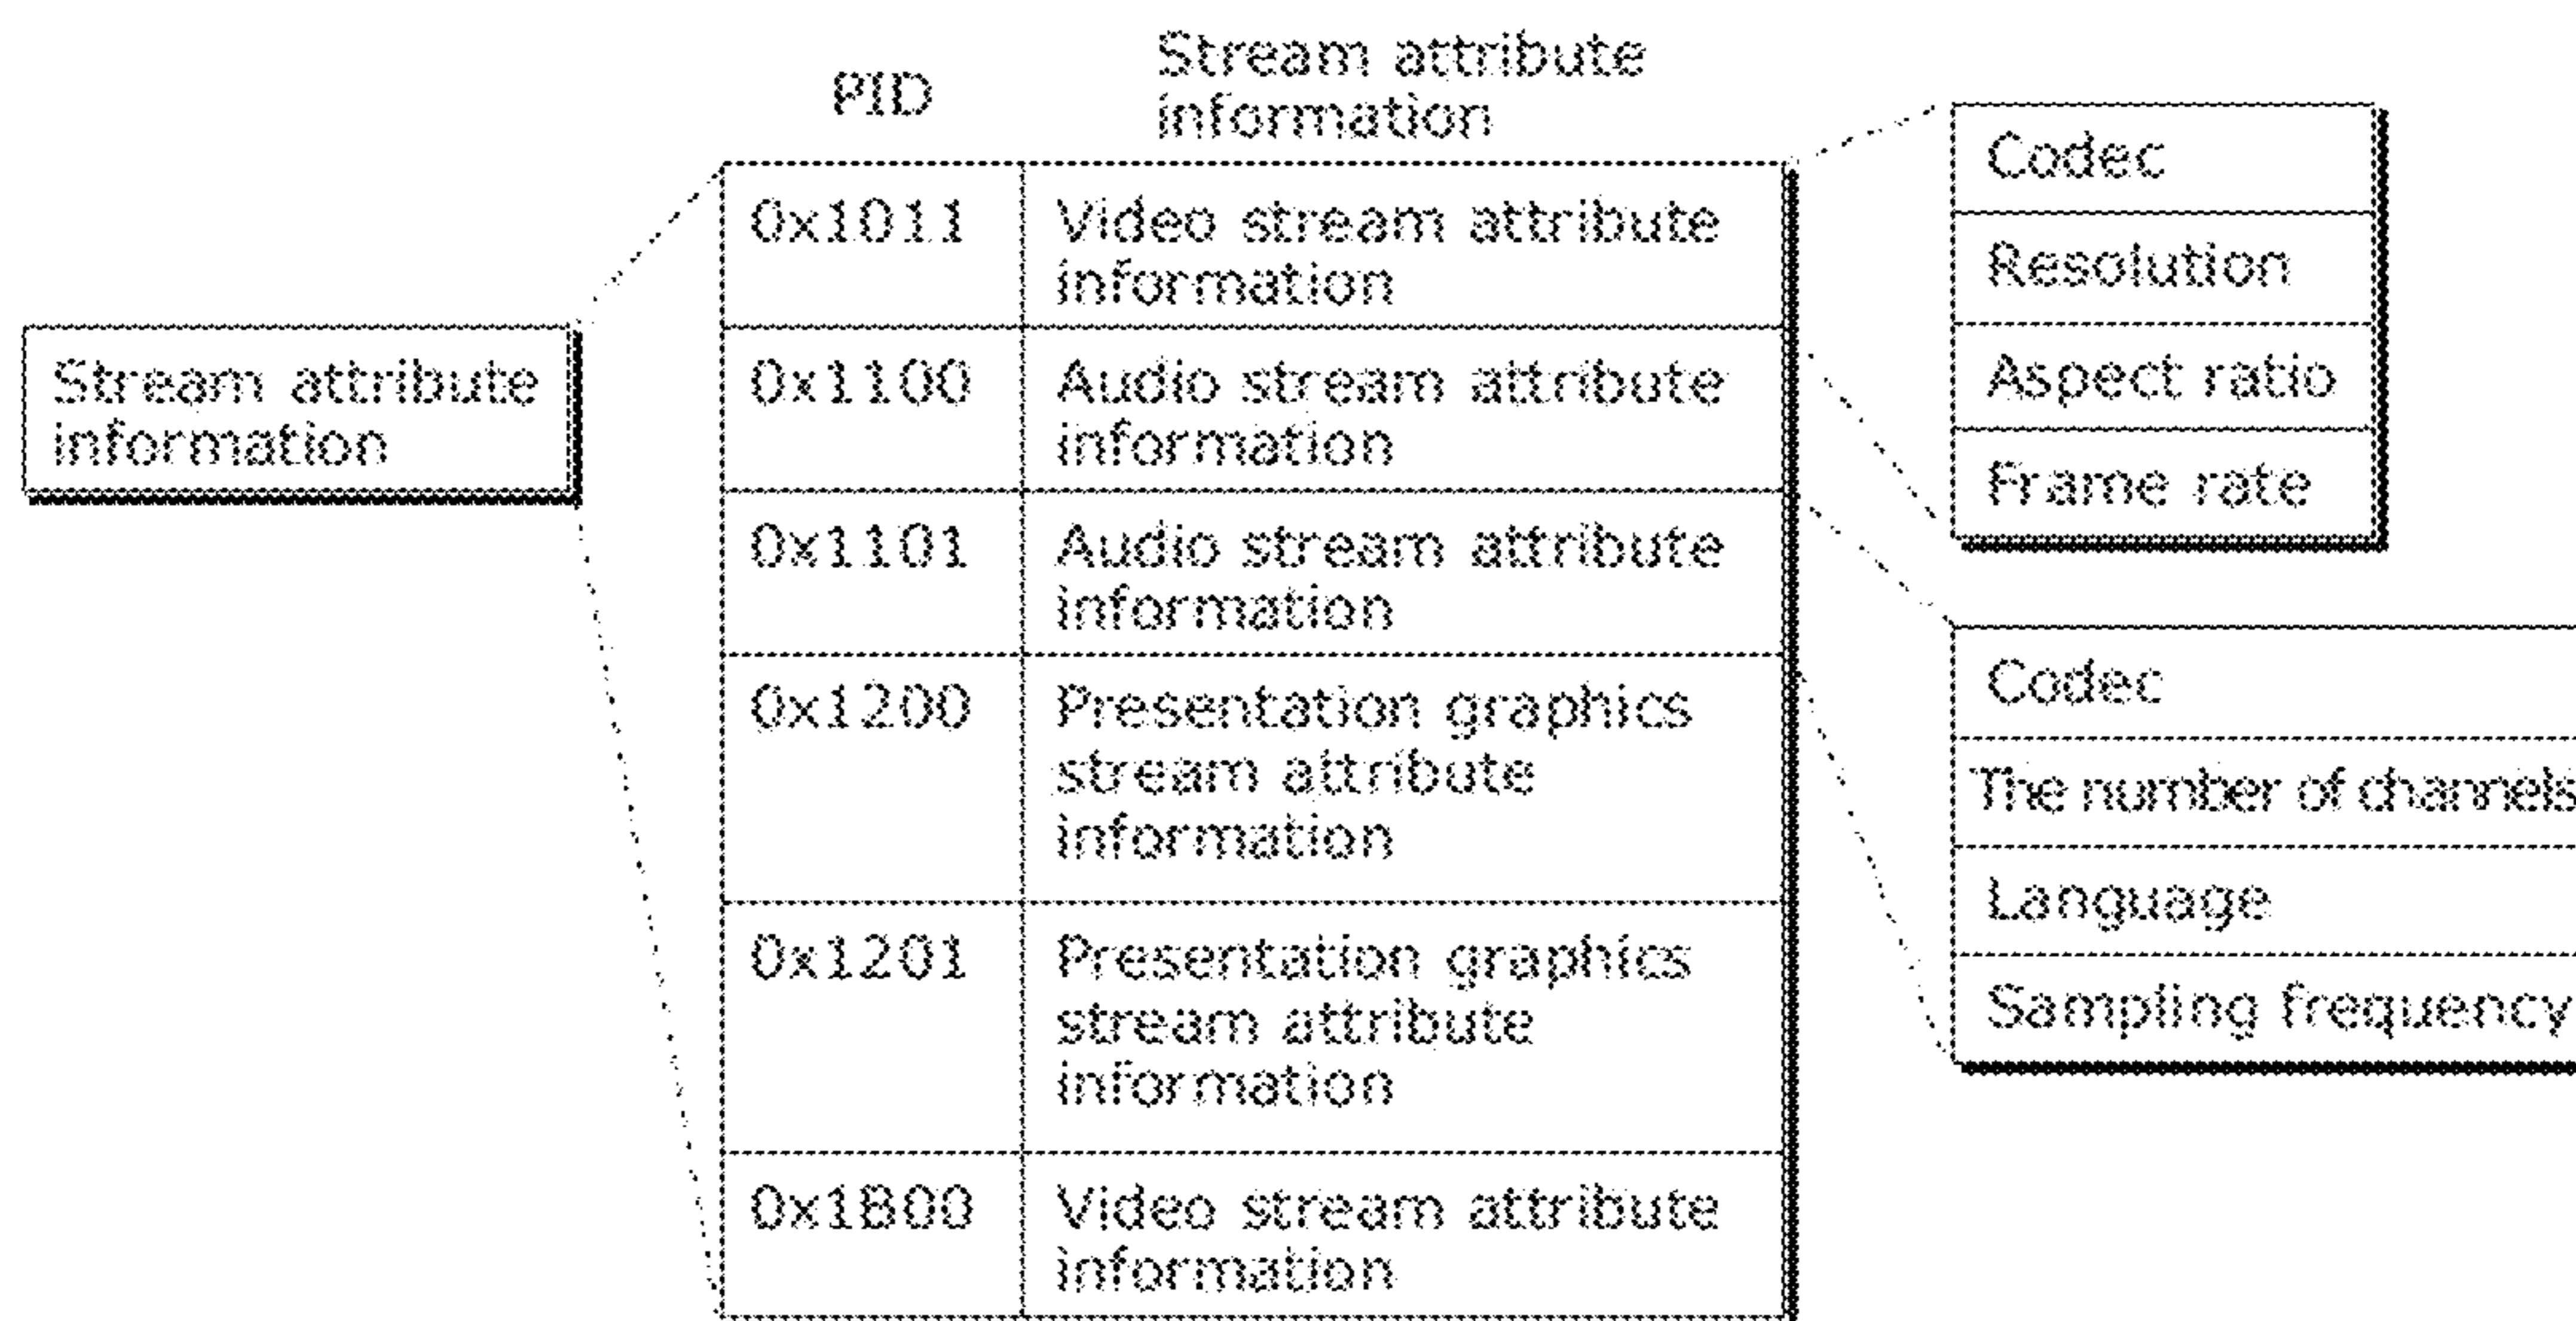 Stream attribute
information
PID
Stream attribute
information
0x1011
Video stream attribute
information
0x1100
Audio stream attribute
information
0x1101
Audio stream attribute
information
0x1200
Presentation graphics
stream attribute
information
0x1201
Presentation graphics
stream attribute
information
0x1B00
Video stream attribute
information
Codec
Resolution
Aspect ratio
Frame rate
Codec
The number of channels
Language
Sampling frequency